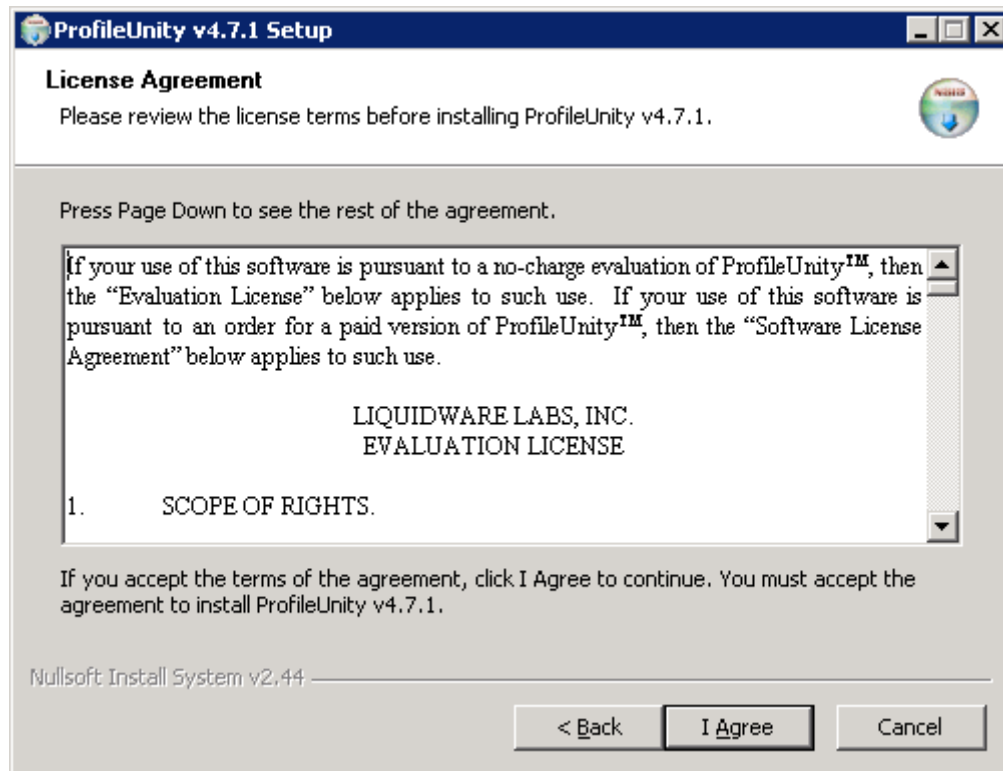 ProfileUnity v4.7.1 Setup
License Agreement
Please review the license terms before installing ProfileUnity v4.7.1.
NSIS
Press Page Down to see the rest of the agreement.
If your use of this software is pursuant to a no-charge evaluation of ProfileUnity™, then
the “Evaluation License” below applies to such use. If your use of this software is
pursuant to an order for a paid version of ProfileUnity™, then the “Software License
Agreement” below applies to such use.
LIQUIDWARE LABS, INC.
EVALUATION LICENSE
1. SCOPE OF RIGHTS.
If you accept the terms of the agreement, click I Agree to continue. You must accept the
agreement to install ProfileUnity v4.7.1.
Nullsoft Install System v2.44
< Back I Agree Cancel